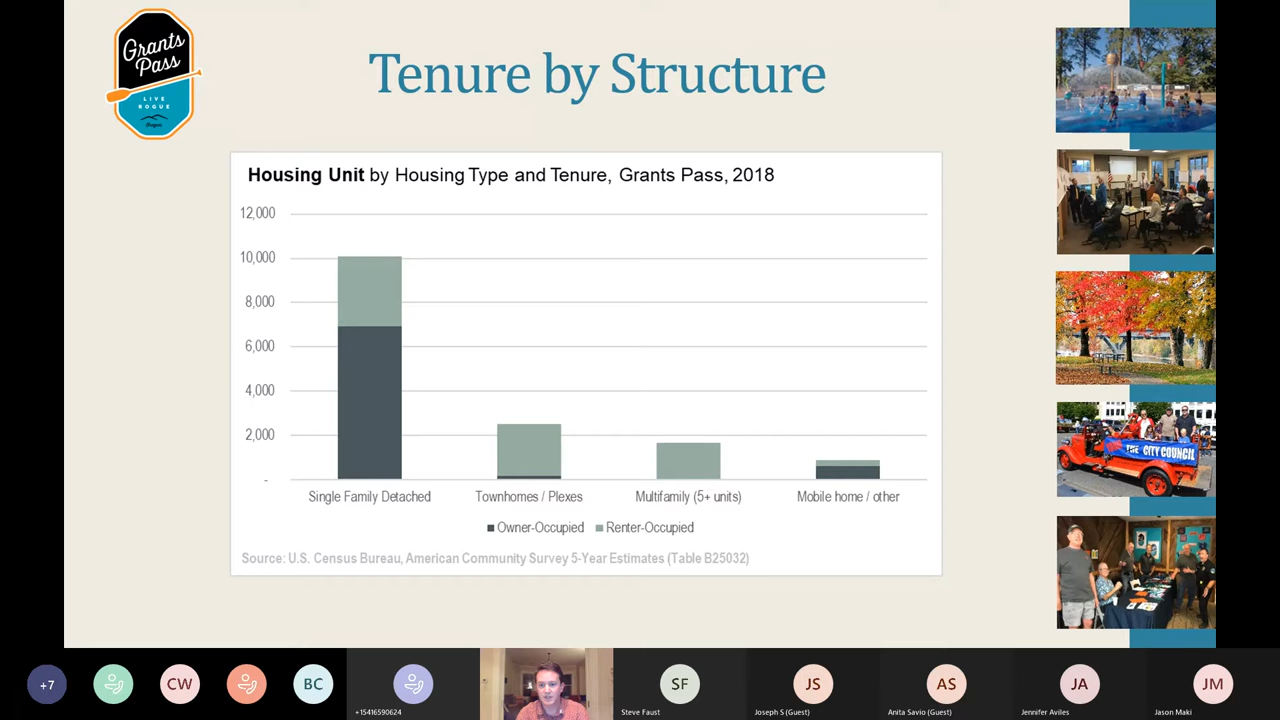 Grants
Pass
LIVE
ROGUE
Oregon
Tenure by Structure
Housing Unit by Housing Type and Tenure, Grants Pass, 2018
12,000
10,000
8,000
6,000
4,000
2,000
-
Single Family Detached
Townhomes / Plexes
Multifamily (5+ units)
Mobile home / other
Owner-Occupied
Renter-Occupied
Source: U.S. Census Bureau, American Community Survey 5-Year Estimates (Table B25032)
THE CITY COUNCIL
+7
CW
BC
+15416590624
SF
Steve Faust
JS
Joseph S (Guest)
AS
Anita Savio (Guest)
JA
Jennifer Aviles
JM
Jason Maki